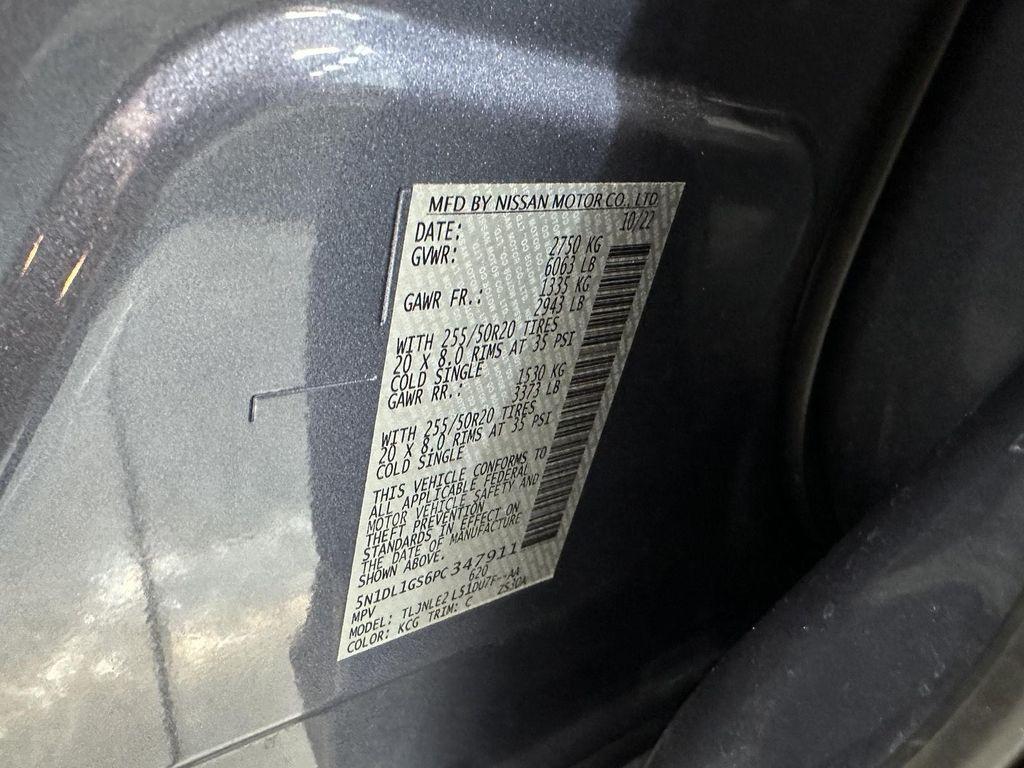 MFD BY NISSAN MOTOR CO., LTD
DATE: 10/22
GVWR: 2750 KG
6063 LB
GAWR FR.: 1335 KG
2943 LB
WITH 255/50R20 TIRES
20 X 8.0 RIMS AT 35 PSI
COLD SINGLE
GAWR RR.: 1530 KG
3373 LB
WITH 255/50R20 TIRES
20 X 8.0 RIMS AT 35 PSI
COLD SINGLE
THIS VEHICLE CONFORMS TO
ALL APPLICABLE FEDERAL
MOTOR VEHICLE SAFETY AND
THEFT PREVENTION
STANDARDS IN EFFECT ON
THE DATE OF MANUFACTURE
SHOWN ABOVE.
5N1DL1GS6PC347911
MPV 620
MODEL: TLJNLE2 LS1DU7F--AA
COLOR: KCG TRIM: C ZS3DA